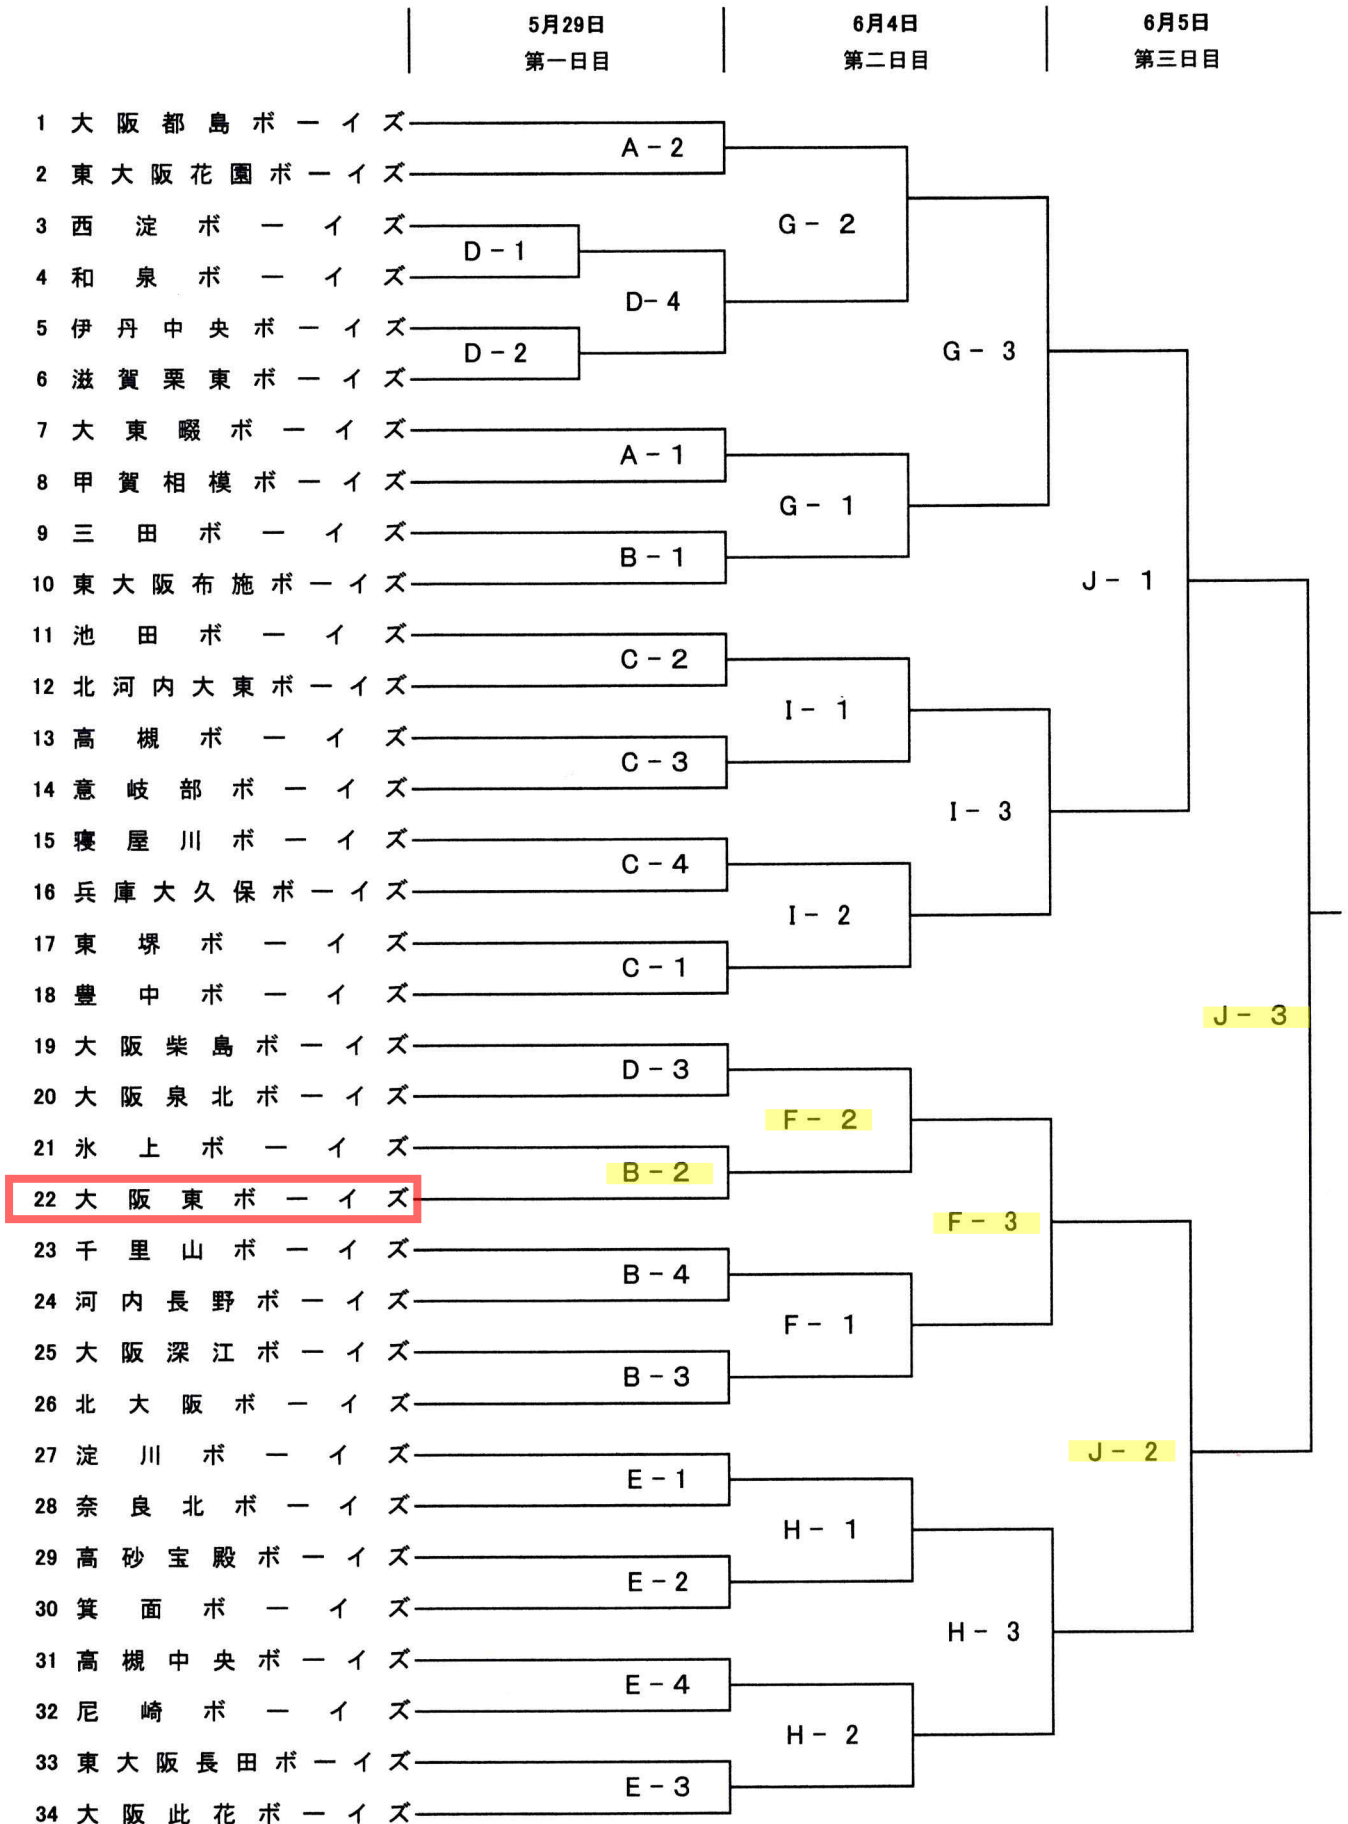 5月29日 6月4日 6月5日
第一日目 第二日目 第三日目
1 大阪都島ボーイズ
A-2
2 東大阪花園ボーイズ
3 西淀ボーイズ
G-2
D-1
4 和泉ボーイズ
D-4
5 伊丹中央ボーイズ
D-2
G-3
6 滋賀栗東ボーイズ
7 大東畷ボーイズ
A-1
8 甲賀相模ボーイズ
G-1
9 三田ボーイズ
B-1
10 東大阪布施ボーイズ
J-1
11 池田ボーイズ
C-2
12 北河内大東ボーイズ
I-1
13 高槻ボーイズ
C-3
14 意岐部ボーイズ
I-3
15 寝屋川ボーイズ
C-4
16 兵庫大久保ボーイズ
I-2
17 東堺ボーイズ
C-1
18 豊中ボーイズ
J-3
19 大阪柴島ボーイズ
D-3
20 大阪泉北ボーイズ
F-2
21 氷上ボーイズ
B-2
22 大阪東ボーイズ
F-3
23 千里山ボーイズ
B-4
24 河内長野ボーイズ
F-1
25 大阪深江ボーイズ
B-3
26 北大阪ボーイズ
27 淀川ボーイズ
J-2
E-1
28 奈良北ボーイズ
H-1
29 高砂宝殿ボーイズ
E-2
30 箕面ボーイズ
H-3
31 高槻中央ボーイズ
E-4
32 尼崎ボーイズ
H-2
33 東大阪長田ボーイズ
E-3
34 大阪此花ボーイズ